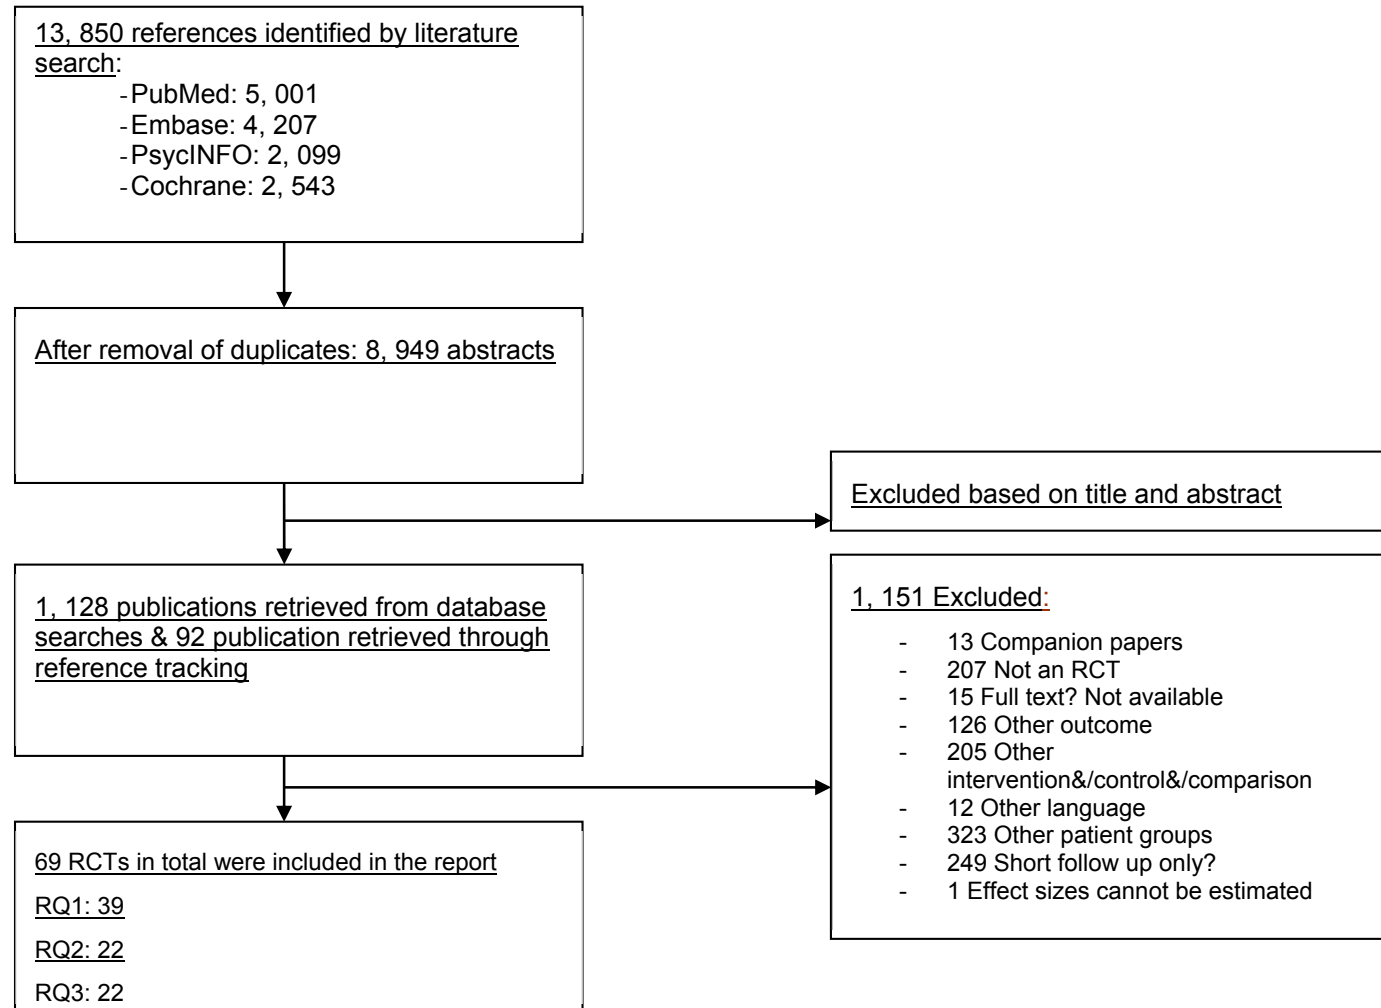 13, 850 references identified by literature
search:
-PubMed: 5, 001
-Embase: 4, 207
-PsycINFO: 2, 099
-Cochrane: 2, 543
After removal of duplicates: 8, 949 abstracts
Excluded based on title and abstract
1, 128 publications retrieved from database
searches & 92 publication retrieved through
reference tracking
1, 151 Excluded:
- 13 Companion papers
- 207 Not an RCT
- 15 Full text? Not available
- 126 Other outcome
- 205 Other
intervention&/control&/comparison
- 12 Other language
- 323 Other patient groups
- 249 Short follow up only?
- 1 Effect sizes cannot be estimated
69 RCTs in total were included in the report
RQ1: 39
RQ2: 22
RQ3: 22